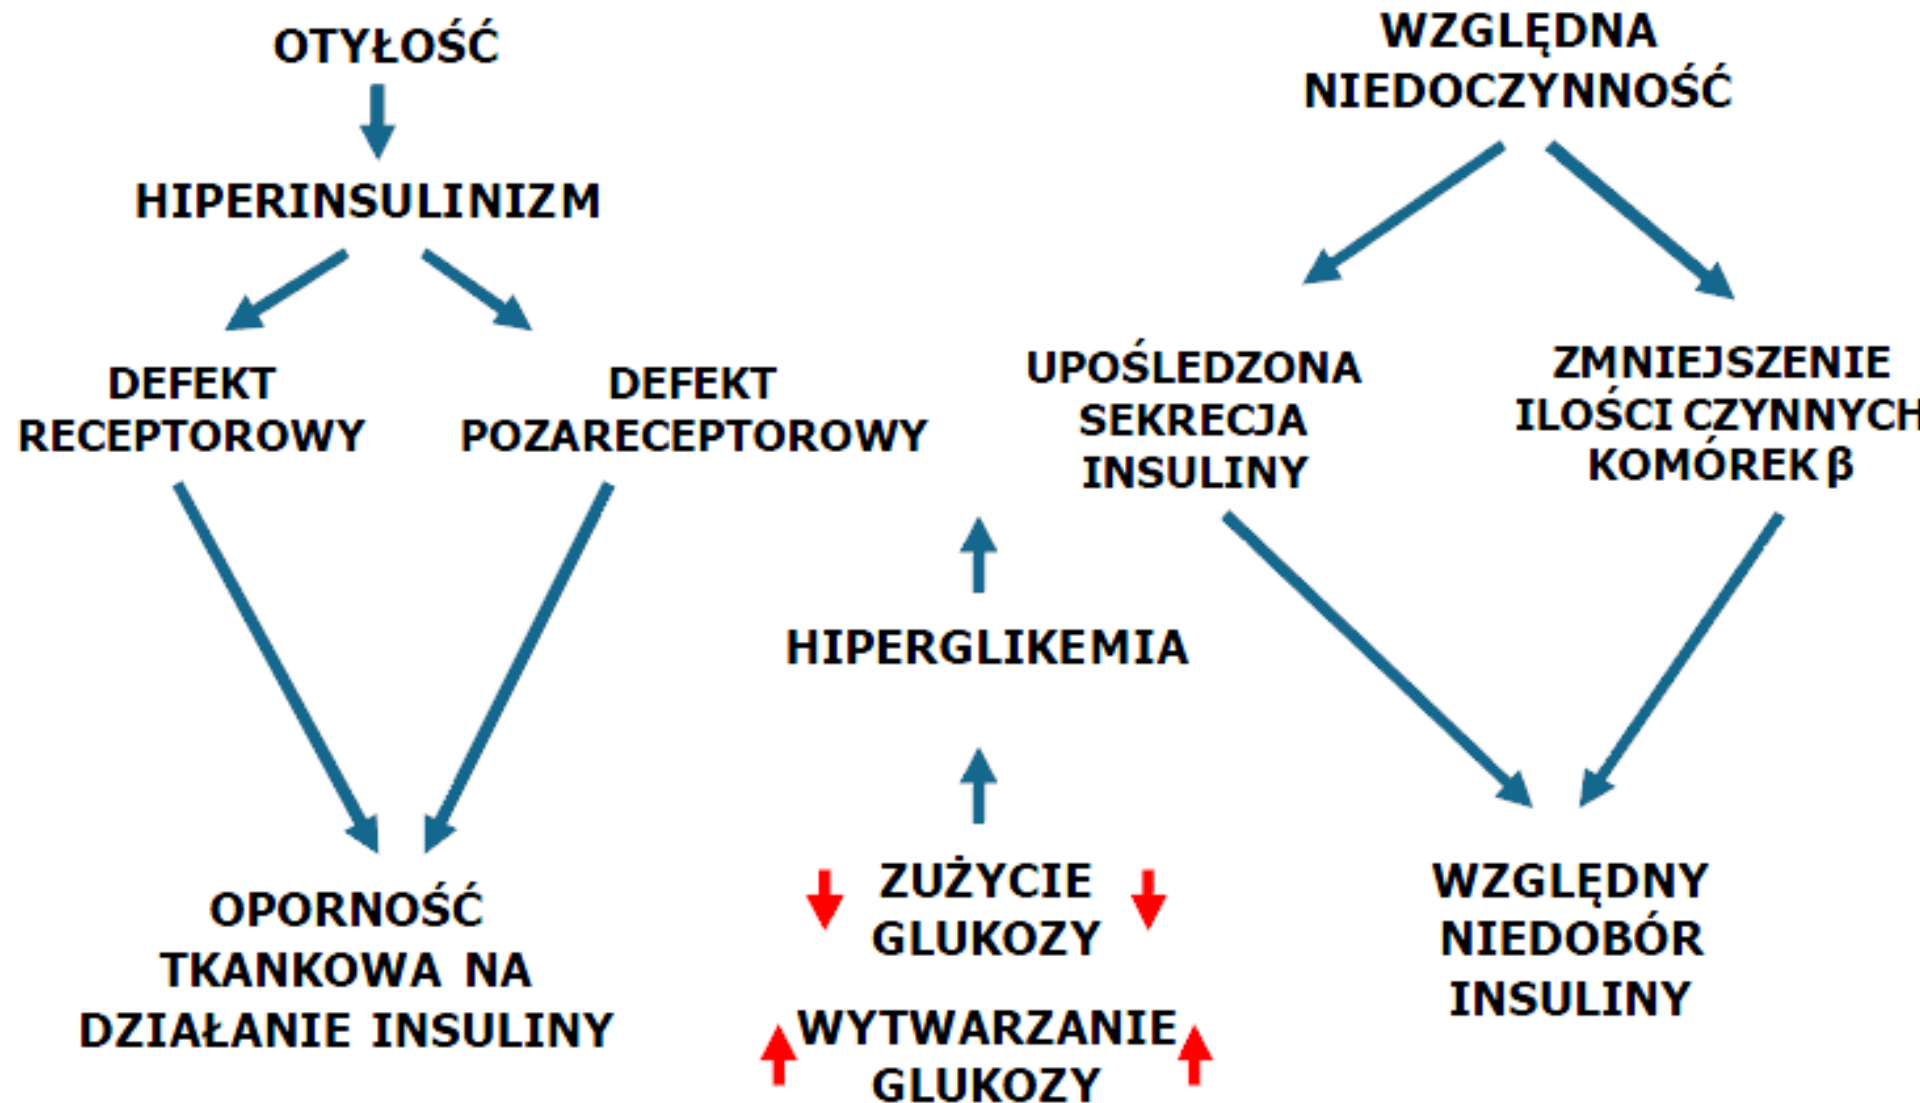 OTYŁOŚĆ
HIPERINSULINIZM
DEFEKT
RECEPTOROWY
DEFEKT
POZARECEPTOROWY
OPORNOŚĆ
TKANKOWA NA
DZIAŁANIE INSULINY
HIPERGLIKEMIA
ZUŻYCIE
GLUKOZY
WYTWARZANIE
GLUKOZY
WZGLĘDNA
NIEDOCZYNNOŚĆ
UPOŚLEDZONA
SEKRECJA
INSULINY
ZMNIEJSZENIE
ILOŚCI CZYNNYCH
KOMÓREK β
WZGLĘDNY
NIEDOBÓR
INSULINY